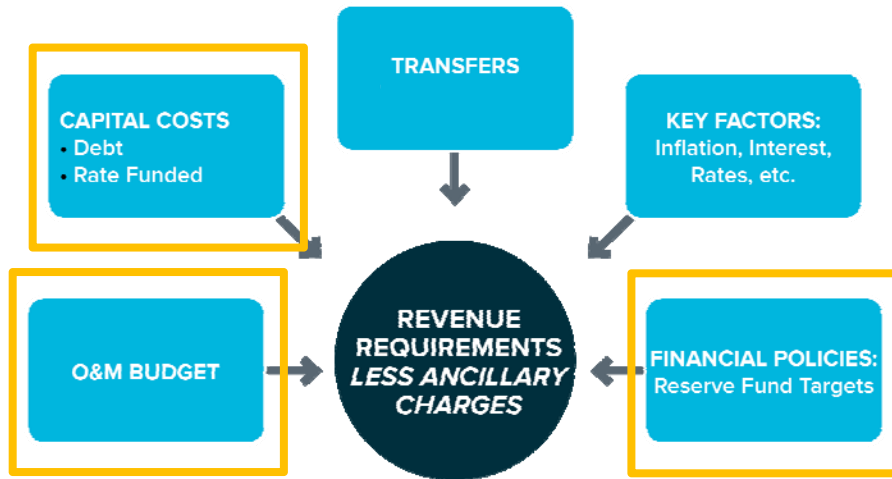 TRANSFERS
CAPITAL COSTS
• Debt
• Rate Funded
KEY FACTORS:
Inflation, Interest,
Rates, etc.
O&M BUDGET
REVENUE
REQUIREMENTS
LESS ANCILLARY
CHARGES
FINANCIAL POLICIES:
Reserve Fund Targets